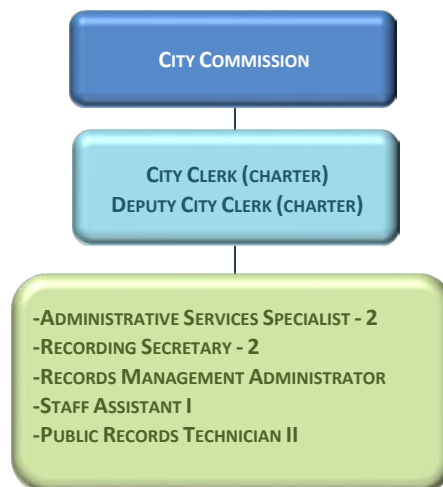 City Commission
City Clerk (charter)
Deputy City Clerk (charter)
-Administrative Services Specialist - 2
-Recording Secretary - 2
-Records Management Administrator
-Staff Assistant I
-Public Records Technician II